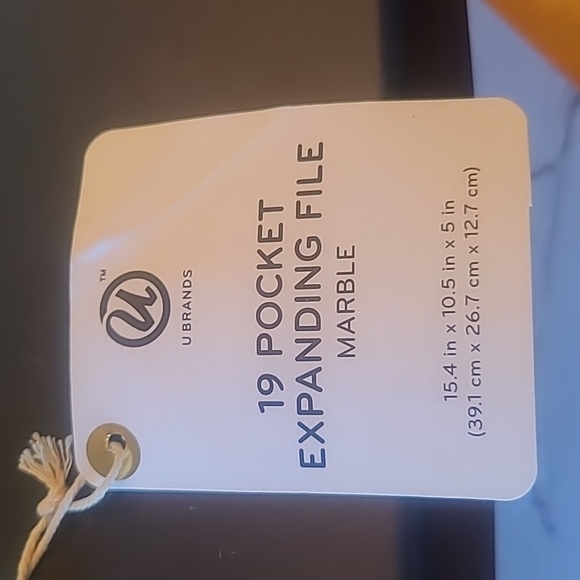 TM
U BRANDS
19 POCKET
EXPANDING FILE
MARBLE
15.4 in x 10.5 in x 5 in
(39.1 cm x 26.7 cm x 12.7 cm)